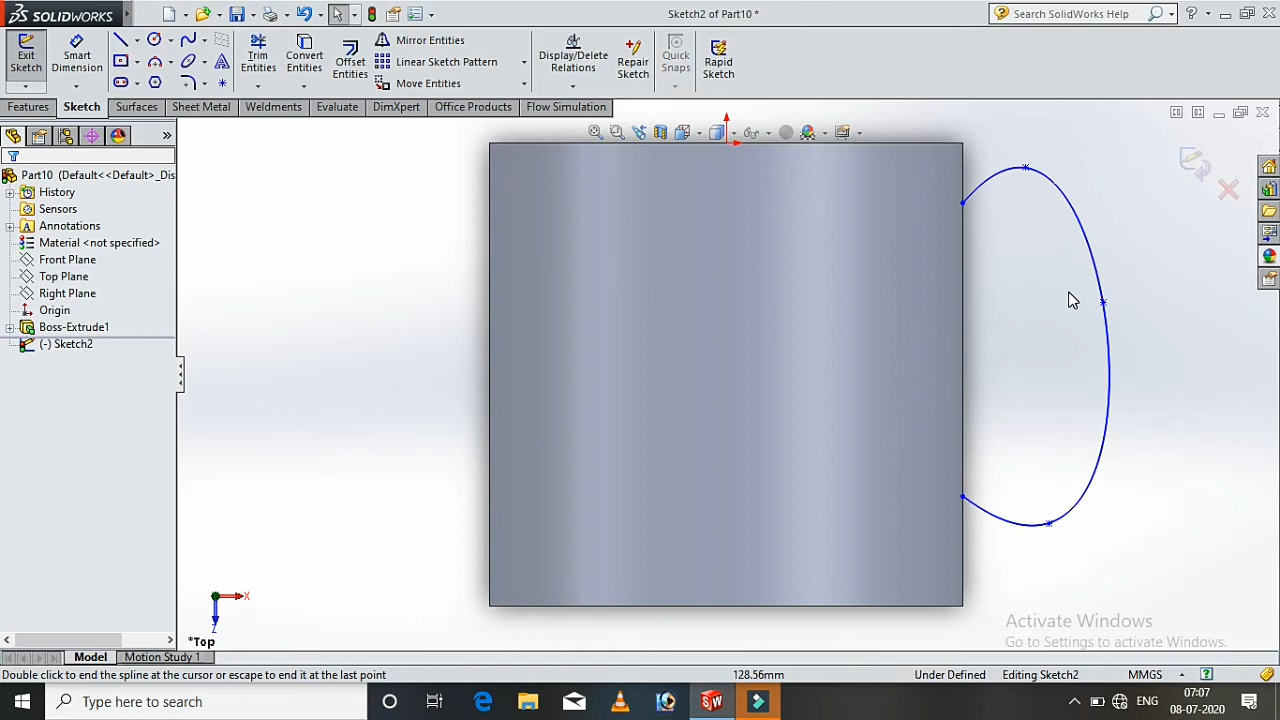 SOLIDWORKS
Sketch2 of Part10 *
Search SolidWorks Help
Exit Sketch
Smart Dimension
Trim Entities
Convert Entities
Offset Entities
Mirror Entities
Linear Sketch Pattern
Move Entities
Display/Delete Relations
Repair Sketch
Quick Snaps
Rapid Sketch
Features
Sketch
Surfaces
Sheet Metal
Weldments
Evaluate
DimXpert
Office Products
Flow Simulation
Part10 (Default<<Default>_Dis
History
Sensors
Annotations
Material <not specified>
Front Plane
Top Plane
Right Plane
Origin
Boss-Extrude1
(-) Sketch2
X
Z
*Top
Activate Windows
Go to Settings to activate Windows.
Model
Motion Study 1
Double click to end the spline at the cursor or escape to end it at the last point
128.56mm
Under Defined
Editing Sketch2
MMGS
Type here to search
ENG
07:07
08-07-2020